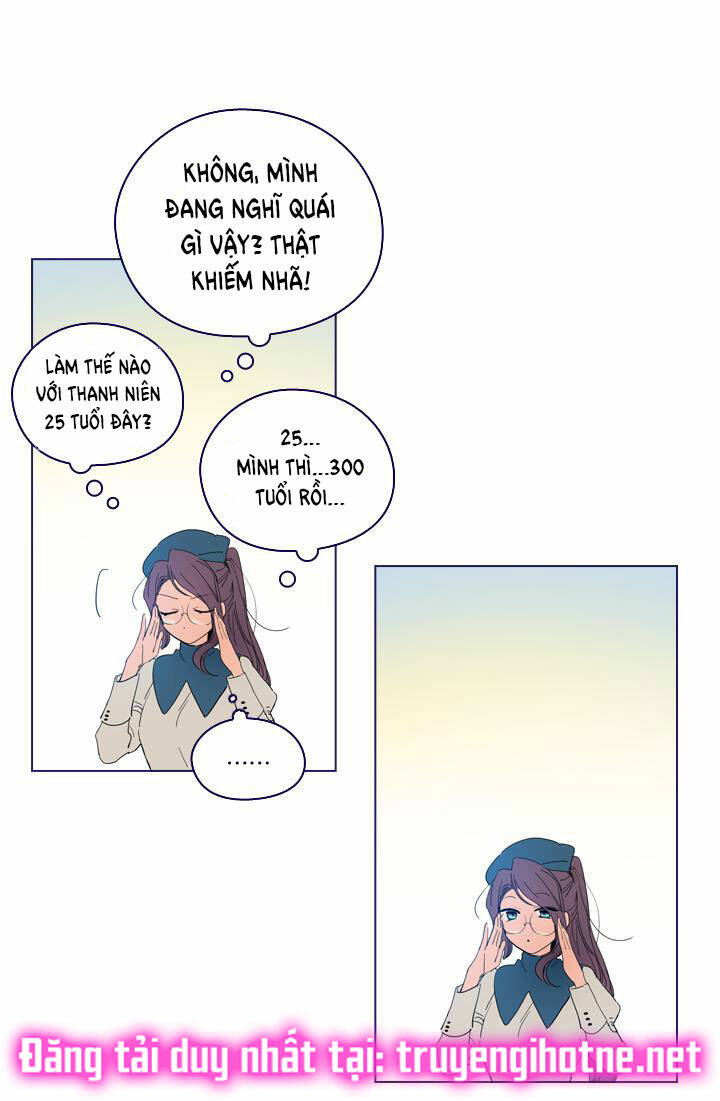 KHÔNG, MÌNH
ĐANG NGHĨ QUÁI
GÌ VẬY? THẬT
KHIẾM NHÃ!
LÀM THẾ NÀO
VỚI THANH NIÊN
25 TUỔI ĐÂY?
25...
MÌNH THÌ...300
TUỔI RỒI...
......
Đăng tải duy nhất tại: truyengihotne.net